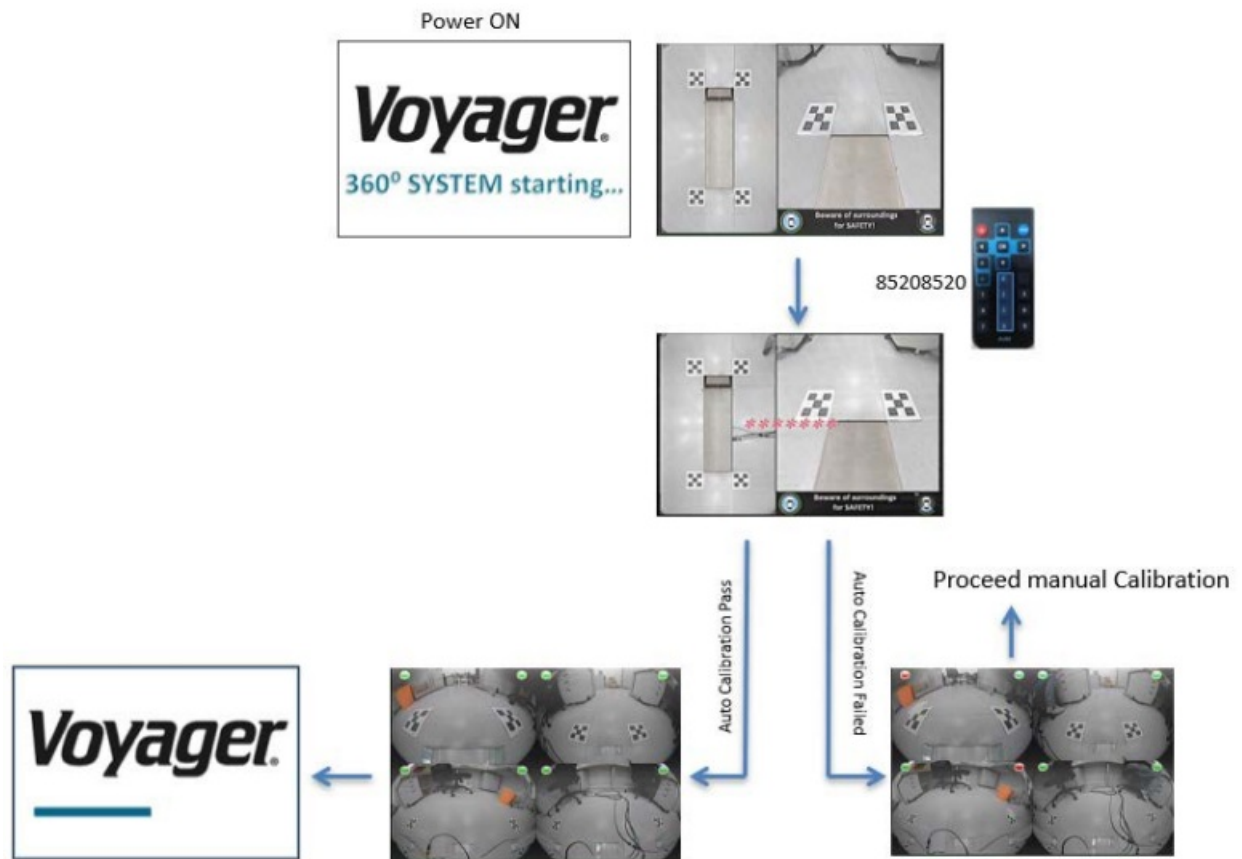 Power ON
Voyager®
360⁰ SYSTEM starting...
Beware of surroundings
for SAFETY!
85208520
*******
Beware of surroundings
for SAFETY!
Auto Calibration Pass
Auto Calibration Failed
Proceed manual Calibration
Voyager®